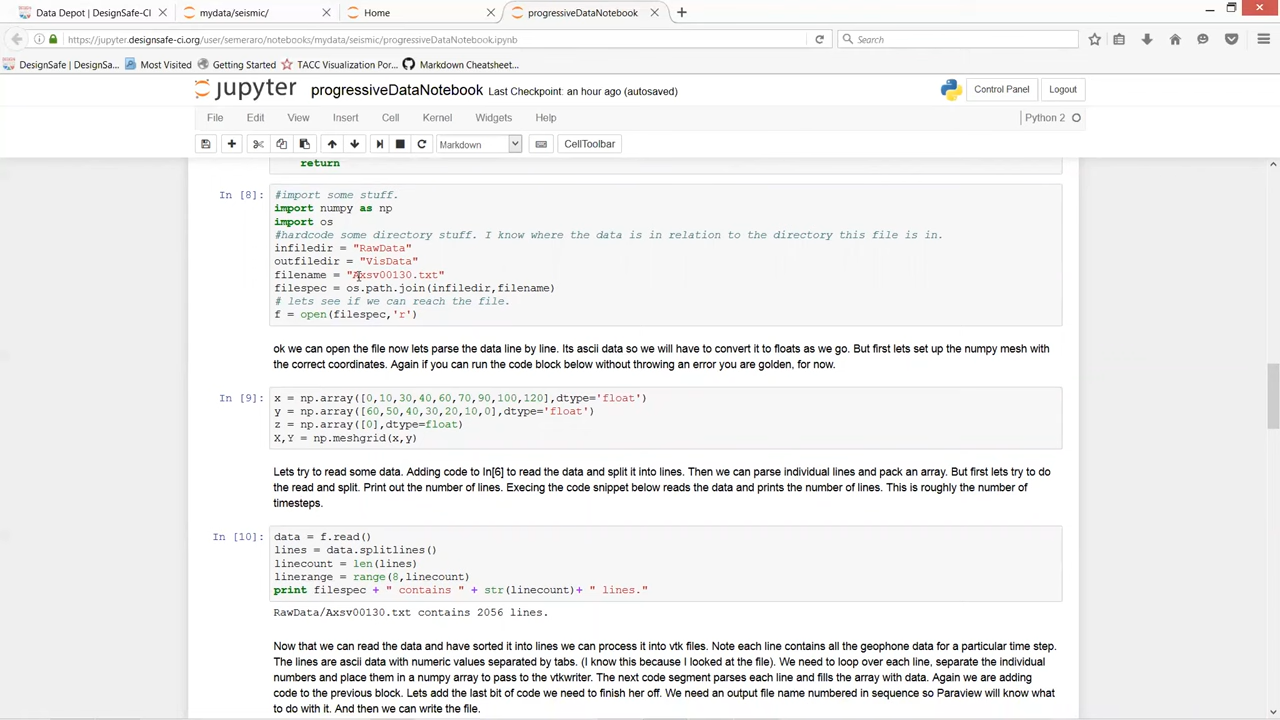 Data Depot | DesignSafe-CI
mydata/seismic/
Home
progressiveDataNotebook
https://jupyter.designsafe-ci.org/user/semeraro/notebooks/mydata/seismic/progressiveDataNotebook.ipynb
Search
DesignSafe | DesignSa...
Most Visited
Getting Started
TACC Visualization Por...
Markdown Cheatsheet...
jupyter progressiveDataNotebook Last Checkpoint: an hour ago (autosaved)
Control Panel
Logout
File Edit View Insert Cell Kernel Widgets Help
Python 2
Markdown
CellToolbar
return
In [8]:
#import some stuff.
import numpy as np
import os
#hardcode some directory stuff. I know where the data is in relation to the directory this file is in.
infiledir = "RawData"
outfiledir = "VisData"
filename = "Axsv00130.txt"
filespec = os.path.join(infiledir,filename)
# lets see if we can reach the file.
f = open(filespec,'r')
ok we can open the file now lets parse the data line by line. Its ascii data so we will have to convert it to floats as we go. But first lets set up the numpy mesh with
the correct coordinates. Again if you can run the code block below without throwing an error you are golden, for now.
In [9]:
x = np.array([0,10,30,40,60,70,90,100,120],dtype='float')
y = np.array([60,50,40,30,20,10,0],dtype='float')
z = np.array([0],dtype=float)
X,Y = np.meshgrid(x,y)
Lets try to read some data. Adding code to In[6] to read the data and split it into lines. Then we can parse individual lines and pack an array. But first lets try to do
the read and split. Print out the number of lines. Execing the code snippet below reads the data and prints the number of lines. This is roughly the number of
timesteps.
In [10]:
data = f.read()
lines = data.splitlines()
linecount = len(lines)
linerange = range(8,linecount)
print filespec + " contains " + str(linecount)+ " lines."
RawData/Axsv00130.txt contains 2056 lines.
Now that we can read the data and have sorted it into lines we can process it into vtk files. Note each line contains all the geophone data for a particular time step.
The lines are ascii data with numeric values separated by tabs. (I know this because I looked at the file). We need to loop over each line, separate the individual
numbers and place them in a numpy array to pass to the vtkwriter. The next code segment parses each line and fills the array with data. Again we are adding
code to the previous block. Lets add the last bit of code we need to finish her off. We need an output file name numbered in sequence so Paraview will know what
to do with it. And then we can write the file.